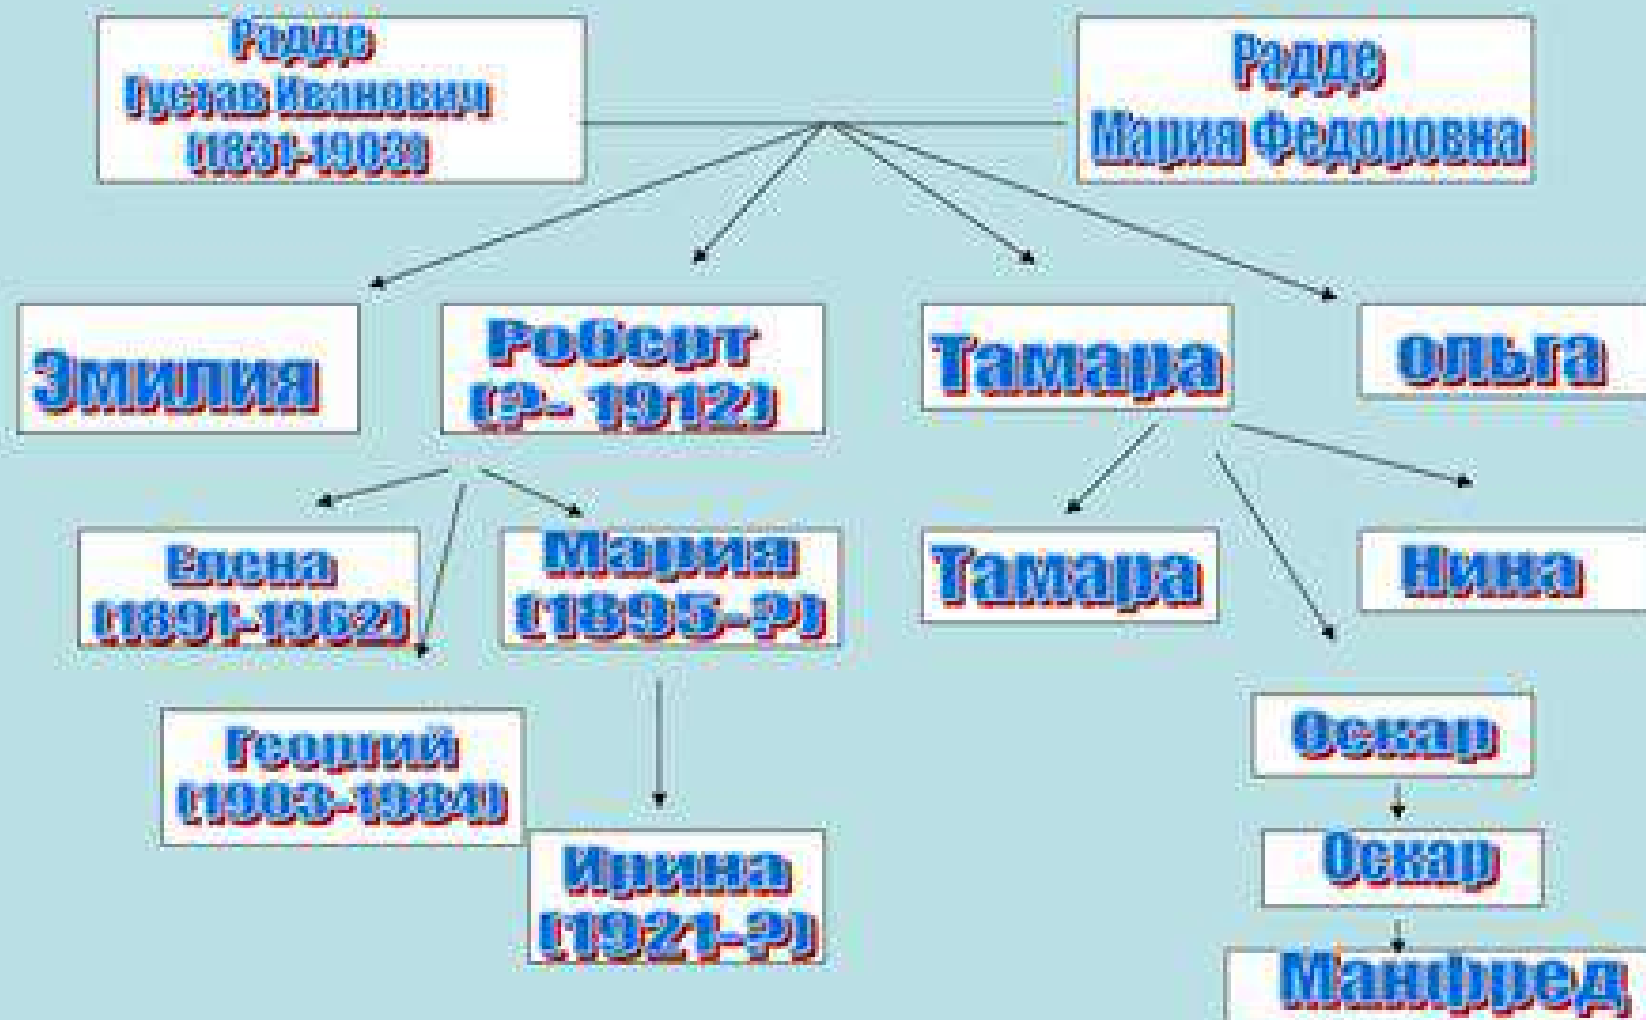 Радде
Густав Иванович
(1831-1903)
Радде
Мария Федоровна
Эмилия
Роберт
(?- 1912)
Тамара
ольга
Елена
(1891-1962)
Мария
(1895-?)
Тамара
Нина
Георгий
(1903-1984)
Оскар
Ирина
(1921-?)
Оскар
Манфред